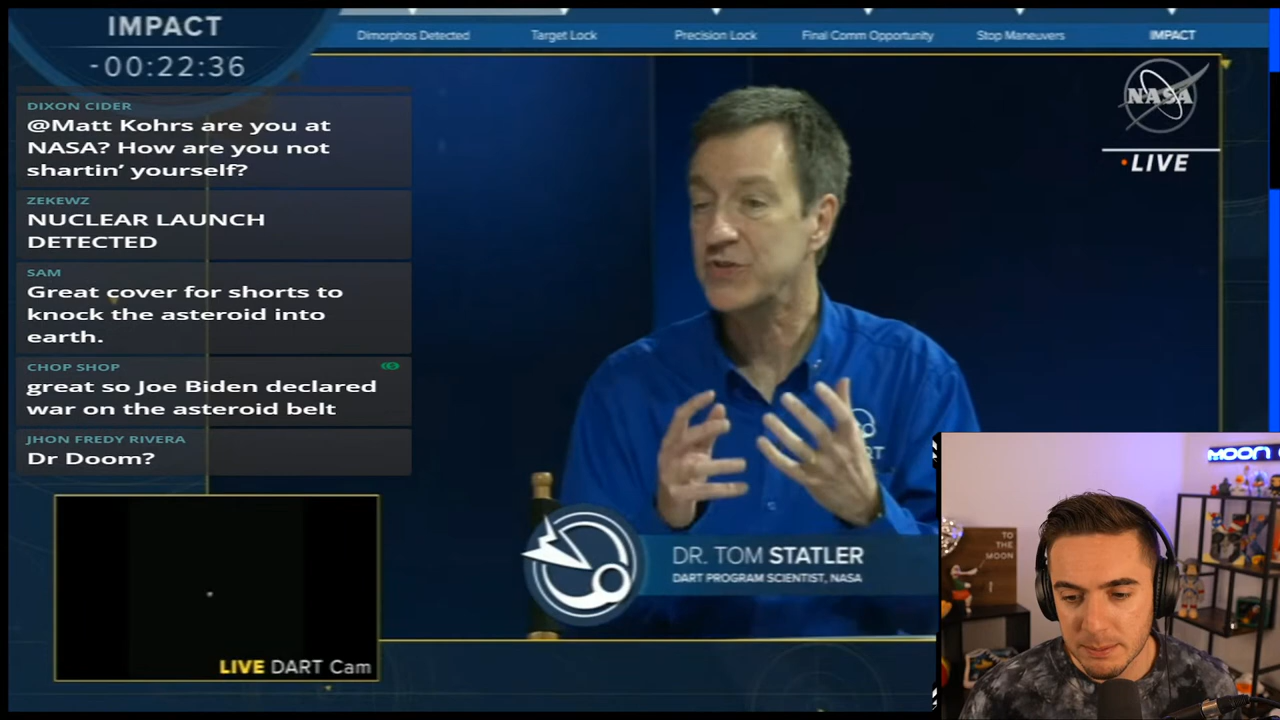 IMPACT
-00:22:36
Dimorphos Detected
Target Lock
Precision Lock
Final Comm Opportunity
Stop Maneuvers
IMPACT
NASA
LIVE
DIXON CIDER
@Matt Kohrs are you at
NASA? How are you not
shartin’ yourself?
ZEKEWZ
NUCLEAR LAUNCH
DETECTED
SAM
Great cover for shorts to
knock the asteroid into
earth.
CHOP SHOP
great so Joe Biden declared
war on the asteroid belt
JHON FREDY RIVERA
Dr Doom?
DR. TOM STATLER
DART PROGRAM SCIENTIST, NASA
LIVE DART Cam
MOON
TO
THE
MOON